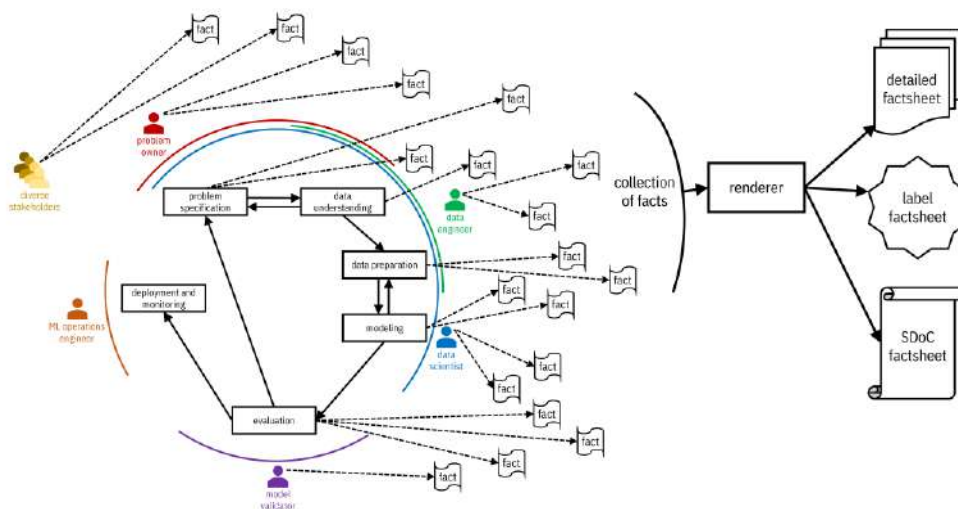 fact
fact
fact
fact
fact
problem
owner
fact
fact
fact
diverse
stakeholders
problem
specification
data
understanding
data
engineer
fact
collection
of facts
renderer
detailed
factsheet
label
factsheet
SDoC
factsheet
data preparation
fact
fact
deployment and
monitoring
fact
fact
ML operations
engineer
modeling
data
scientist
fact
fact
evaluation
fact
fact
fact
model
validator
fact